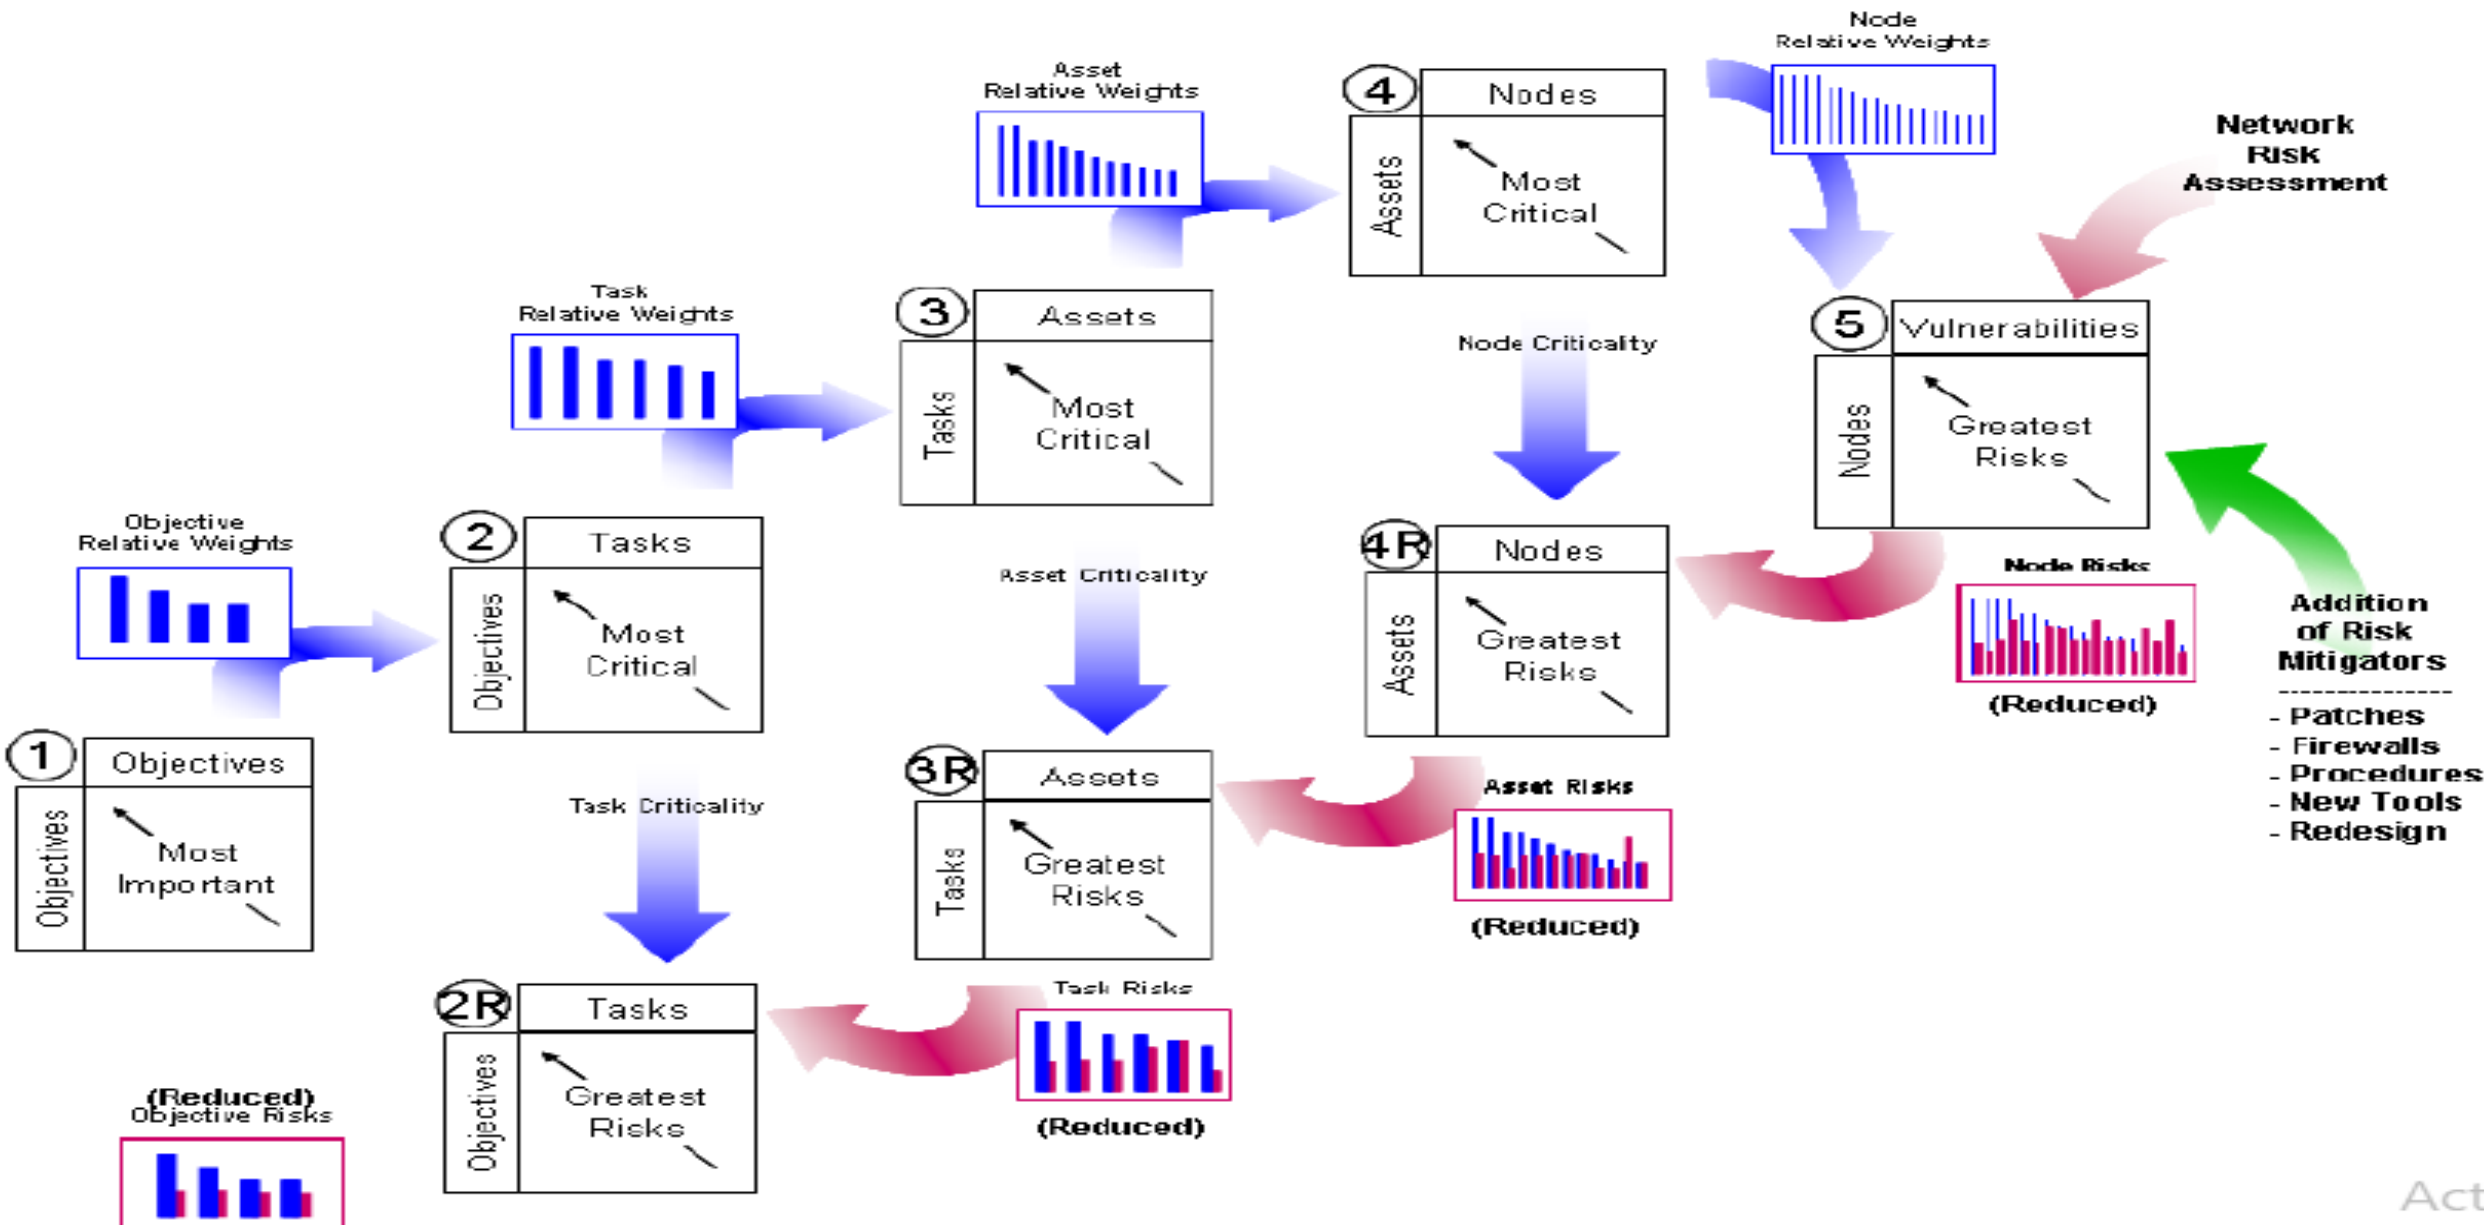 Node
Relative Weights
Asset
Relative Weights
4
Nodes
Assets
Most
Critical
Network
Risk
Assessment
Task
Relative Weights
3
Assets
Tasks
Most
Critical
Node Criticality
5
Vulnerabilities
Nodes
Greatest
Risks
Objective
Relative Weights
2
Tasks
Objectives
Most
Critical
Asset Criticality
4R
Nodes
Assets
Greatest
Risks
Node Risks
(Reduced)
Addition
of Risk
Mitigators
---------------
- Patches
- Firewalls
- Procedures
- New Tools
- Redesign
1
Objectives
Objectives
Most
Important
Task Criticality
3R
Assets
Tasks
Greatest
Risks
Asset Risks
(Reduced)
2R
Tasks
Objectives
Greatest
Risks
Task Risks
(Reduced)
(Reduced)
Objective Risks
Act